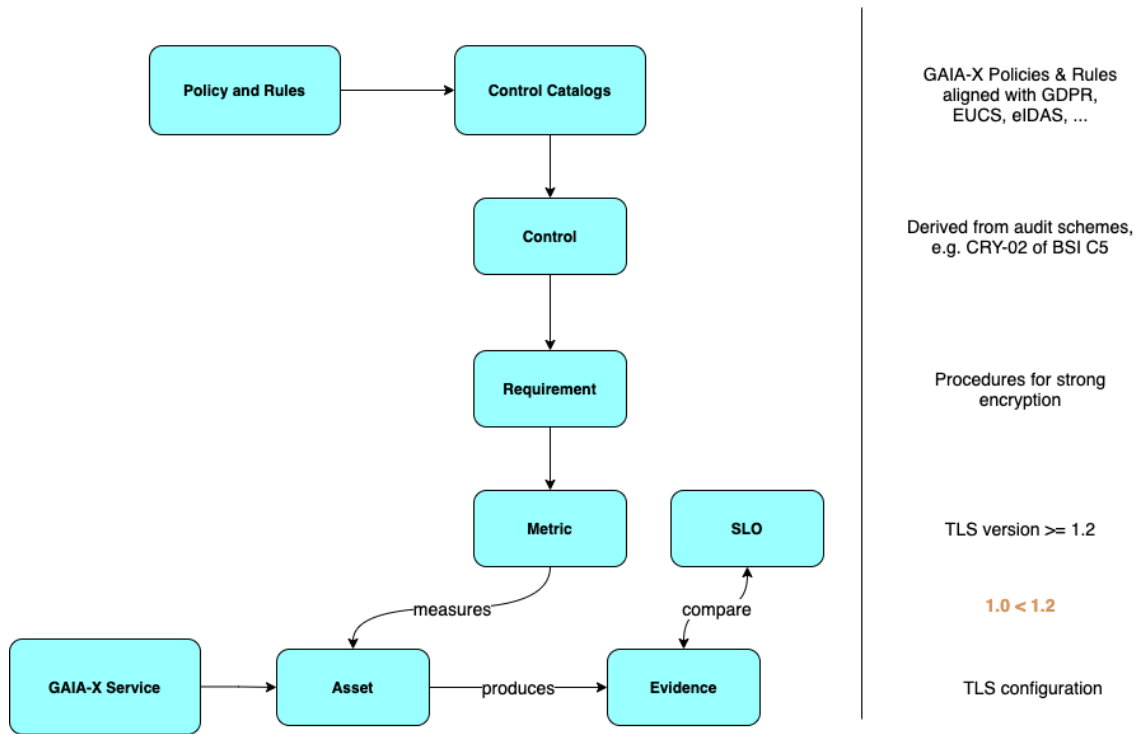 Policy and Rules
Control Catalogs
GAIA-X Policies & Rules
aligned with GDPR,
EUCS, eIDAS, ...
Control
Derived from audit schemes,
e.g. CRY-02 of BSI C5
Requirement
Procedures for strong
encryption
Metric
SLO
TLS version >= 1.2
measures
compare
1.0 < 1.2
GAIA-X Service
Asset
produces
Evidence
TLS configuration